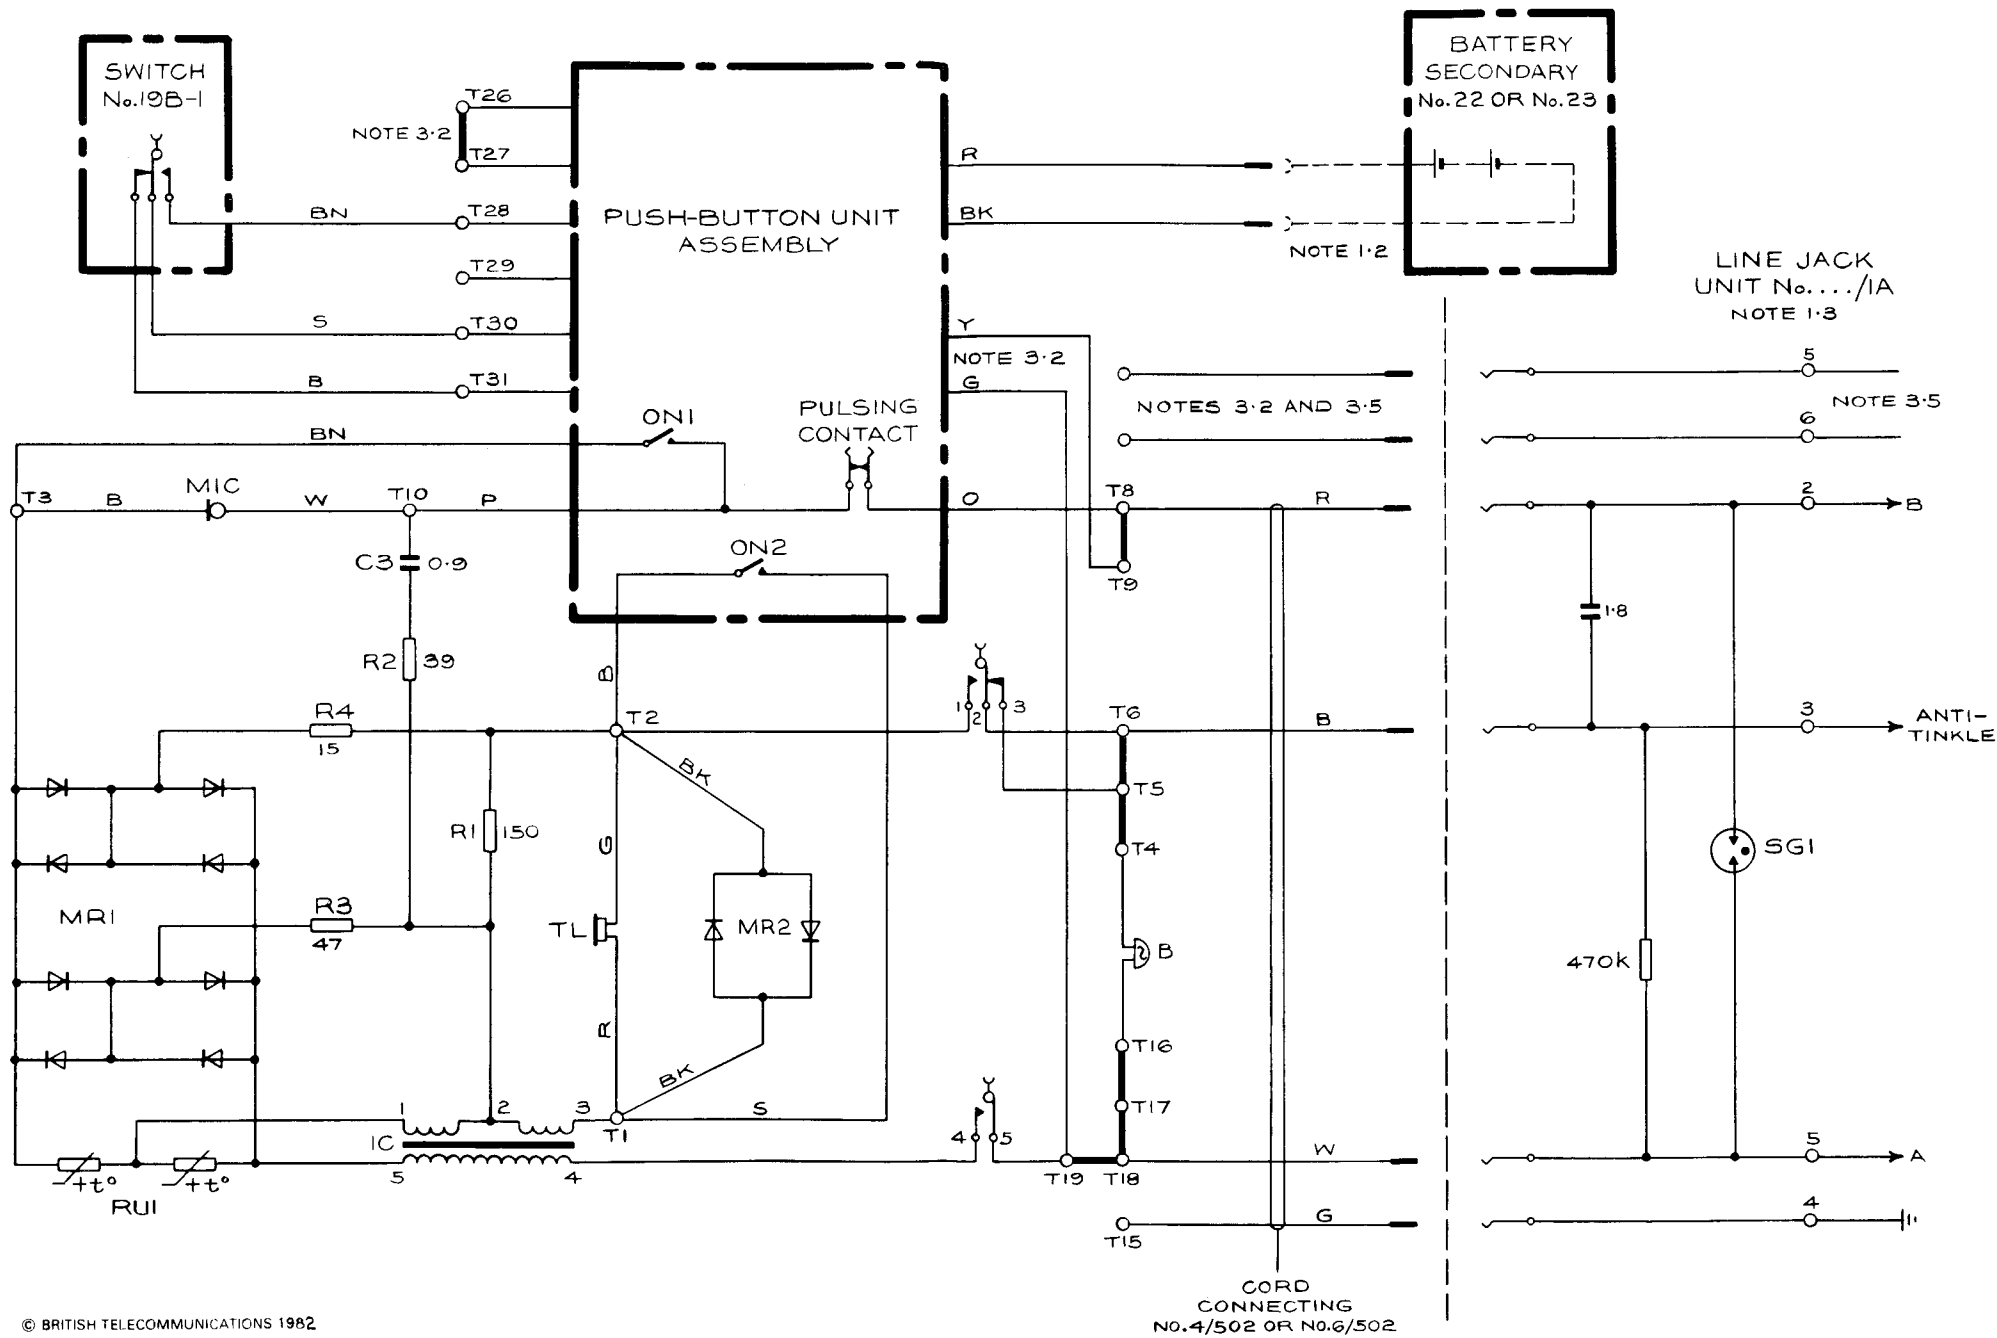 BATTERY
SECONDARY
No.22 OR No.23
SWITCH
No.19B-1
T26
NOTE 3·2
T27
R
BN
T28
PUSH-BUTTON UNIT
ASSEMBLY
BK
NOTE 1·2
T29
LINE JACK
UNIT No..../1A
NOTE 1·3
S
T30
Y
NOTE 3·2
B
T31
G
5
NOTES 3·2 AND 3·5
NOTE 3·5
6
PULSING
CONTACT
ON1
BN
T3
B
MIC
W
T10
P
O
T8
R
2
B
ON2
C3
0·9
T9
1·8
R2
39
B
R4
15
T2
1
2
3
T6
B
3
ANTI-
TINKLE
BK
T5
R1
150
G
T4
SG1
MR1
R3
47
TL
MR2
B
470k
R
T16
BK
T17
1
2
3
T1
S
1C
5
4
4
5
T19
T18
W
5
A
-+t°
-+t°
RU1
T15
G
4
CORD
CONNECTING
NO.4/502 OR NO.6/502
© BRITISH TELECOMMUNICATIONS 1982